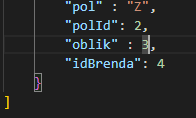 "pol" : "Z",
"polId": 2,
"oblik" : 3,
"idBrenda": 4
}
]